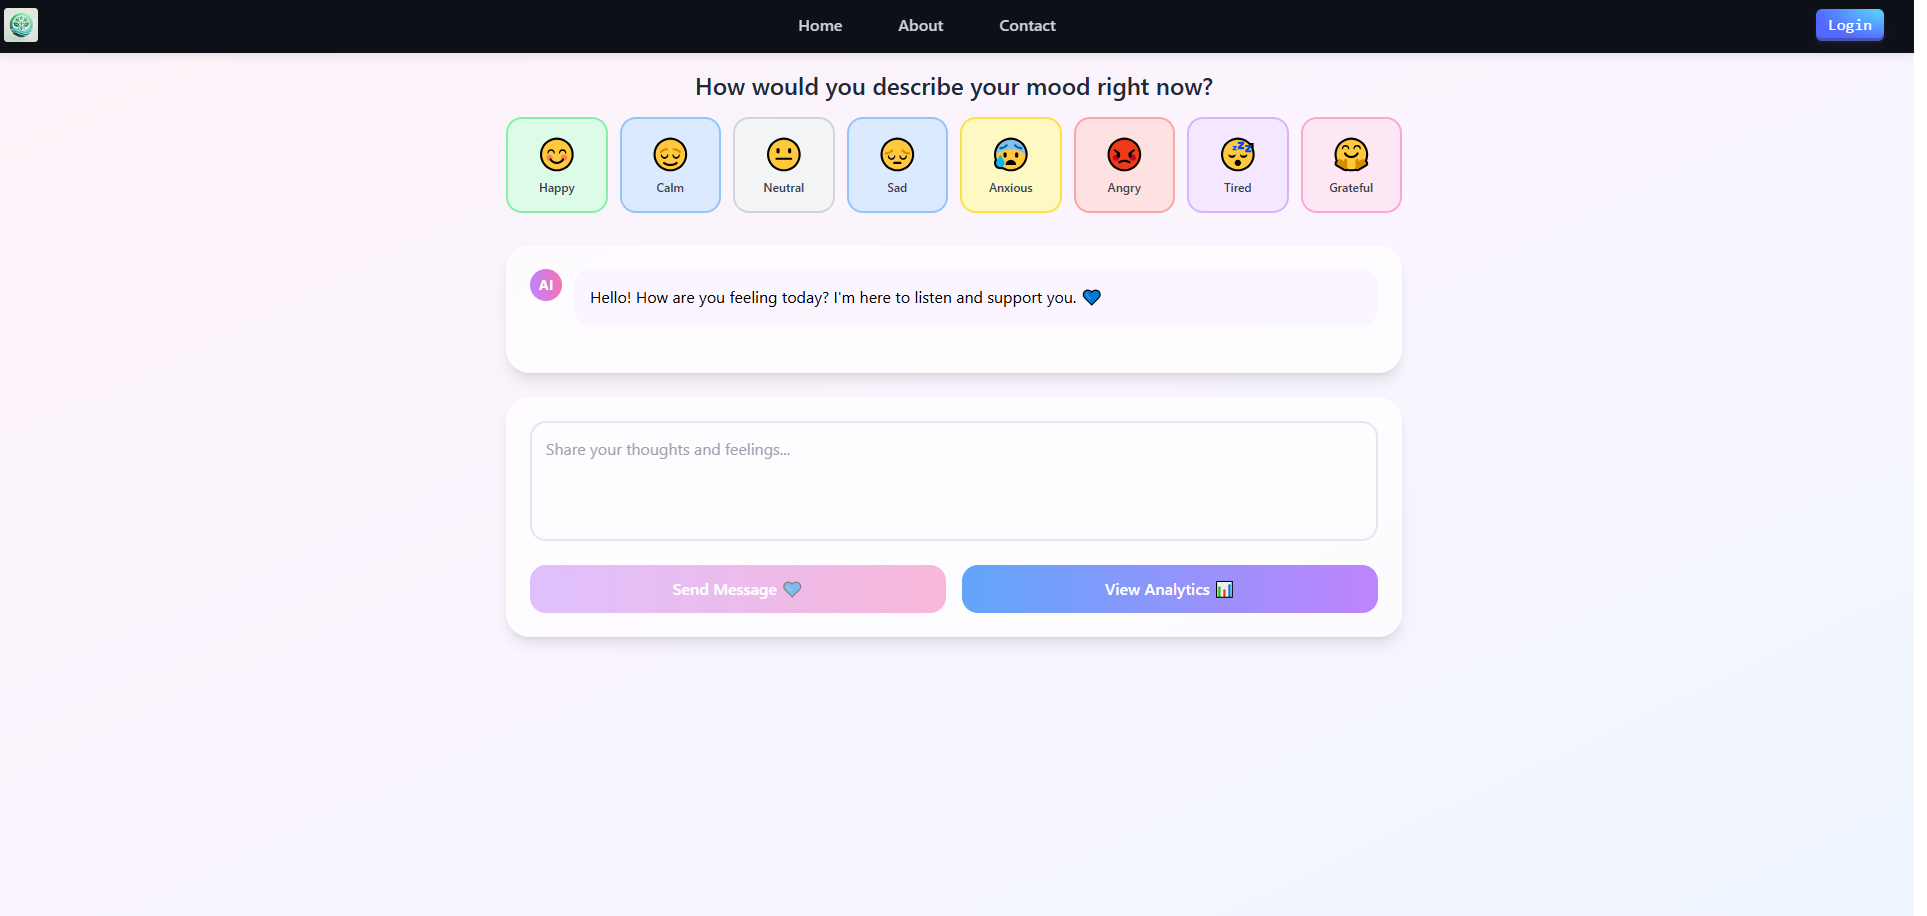 Home About Contact Login
How would you describe your mood right now?
Happy Calm Neutral Sad Anxious Angry Tired Grateful
AI
Hello! How are you feeling today? I'm here to listen and support you. 💙
Share your thoughts and feelings...
Send Message 💙 View Analytics 📊